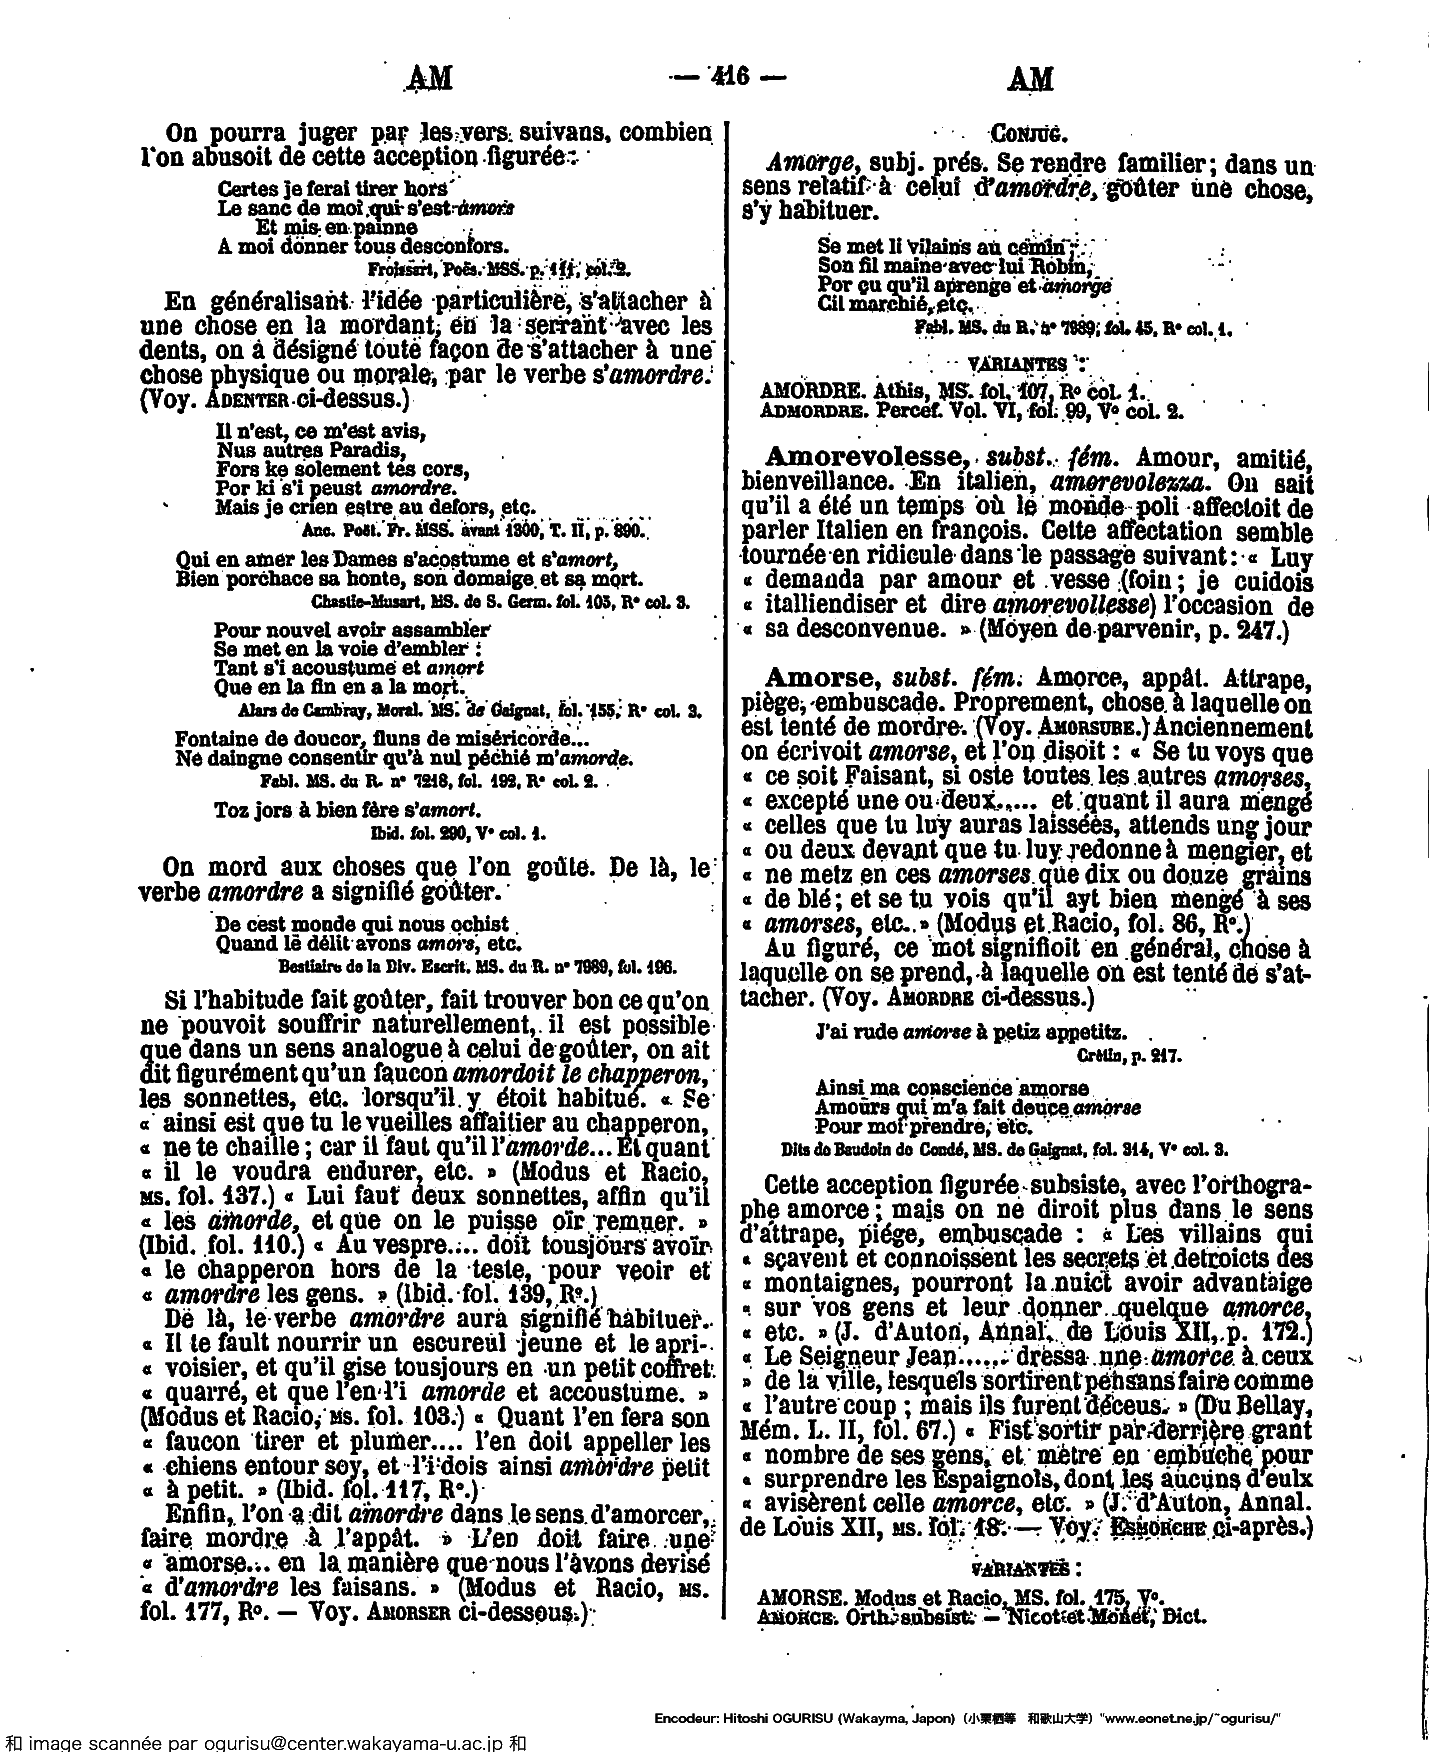 AM
— 416 —
AM
On pourra juger par les vers suivans, combien
l'on abusoit de cette acception figurée :
Certes je ferai tirer hors
Le sanc de moi qui s'est amors
Et mis en painne
A moi donner tous desconfors.
Froissart, Poës. MSS. p. 111, col. 2.
En généralisant l'idée particulière, s'attacher à
une chose en la mordant, en la serrant avec les
dents, on a désigné toute façon de s'attacher à une
chose physique ou morale, par le verbe s'amordre.
(Voy. ADENTER ci-dessus.)
Il n'est, ce m'est avis,
Nus autres Paradis,
Fors ke solement tes cors,
Por ki s'i peust amordre.
Mais je crien estre au defors, etc.
Anc. Poët. Fr. MSS. avant 1300, T. II, p. 890.
Qui en amer les Dames s'acostume et s'amort,
Bien porchace sa honte, son domaige et sa mort.
Chastie-Musart, MS. de S. Germ. fol. 105, R° col. 3.
Pour nouvel avoir assambler
Se met en la voie d'embler :
Tant s'i acoustume et amort
Que en la fin en a la mort.
Alars de Cambray, Moral. MS. de Gaignat, fol. 155, R° col. 3.
Fontaine de doucor, fluns de miséricorde...
Ne daingne consentir qu'à nul péchié m'amorde.
Fabl. MS. du R. n° 7218, fol. 192, R° col. 2.
Toz jors à bien fère s'amort.
Ibid. fol. 290, V° col. 1.
On mord aux choses que l'on goûte. De là, le
verbe amordre a signifié goûter.
De cest monde qui nous ochist
Quand le délit avons amors, etc.
Bestiaire de la Div. Escrit. MS. du R. n° 7989, fol. 196.
Si l'habitude fait goûter, fait trouver bon ce qu'on
ne pouvoit souffrir naturellement, il est possible
que dans un sens analogue à celui de goûter, on ait
dit figurément qu'un faucon amordoit le chapperon,
les sonnettes, etc. lorsqu'il y étoit habitué. « Se
« ainsi est que tu le vueilles affaitier au chapperon,
« ne te chaille ; car il faut qu'il l'amorde... Et quant
« il le voudra endurer, etc. » (Modus et Racio,
MS. fol. 137.) « Lui faut deux sonnettes, affin qu'il
« les amorde, et que on le puisse oïr remuer. »
(Ibid. fol. 110.) « Au vespre.... doit tousjours avoir
« le chapperon hors de la teste, pour veoir et
« amordre les gens. » (Ibid. fol. 139, R°.)
De là, le verbe amordre aura signifié habituer.
« Il te fault nourrir un escureul jeune et le apri-
« voisier, et qu'il gise tousjours en un petit coffret
« quarré, et que l'en l'i amorde et accoustume. »
(Modus et Racio, MS. fol. 103.) « Quant l'en fera son
« faucon tirer et plumer.... l'en doit appeller les
« chiens entour soy, et l'i dois ainsi amordre petit
« à petit. » (Ibid. fol. 117, R°.)
Enfin, l'on a dit amordre dans le sens d'amorcer,
faire mordre à l'appât. » L'en doit faire une
« amorse... en la manière que nous l'avons devisé
« d'amordre les faisans. » (Modus et Racio, MS.
fol. 177, R°. — Voy. AMORSER ci-dessous.)
CONJUG.
Amorge, subj. prés. Se rendre familier ; dans un
sens relatif à celui d'amordre, goûter une chose,
s'y habituer.
Se met li vilains au cemin ;
Son fil maine avec lui Robin,
Por çu qu'il aprenge et amorge
Cil marchié, etc.
Fabl. MS. du R. n° 7989, fol. 45, R° col. 1.
VARIANTES :
AMORDRE. Athis, MS. fol. 107, R° col. 1.
ADMORDRE. Percef. Vol. VI, fol. 99, V° col. 2.
Amorevolesse, subst. fém. Amour, amitié,
bienveillance. En italien, amorevolezza. On sait
qu'il a été un temps où le monde poli affectoit de
parler Italien en françois. Cette affectation semble
tournée en ridicule dans le passage suivant : « Luy
« demanda par amour et vesse (foin ; je cuidois
« italliendiser et dire amorevollesse) l'occasion de
« sa desconvenue. » (Moyen de parvenir, p. 247.)
Amorse, subst. fém. Amorce, appât. Attrape,
piège, embuscade. Proprement, chose à laquelle on
est tenté de mordre. (Voy. AMORSURE.) Anciennement
on écrivoit amorse, et l'on disoit : « Se tu voys que
« ce soit Faisant, si oste toutes les autres amorses,
« excepté une ou deux..... et quant il aura mengé
« celles que tu luy auras laissées, attends ung jour
« ou deux devant que tu luy redonne à mengier, et
« ne metz en ces amorses que dix ou douze grains
« de blé ; et se tu vois qu'il ayt bien mengé à ses
« amorses, etc. » (Modus et Racio, fol. 86, R°.)
Au figuré, ce mot signifioit en général, chose à
laquelle on se prend, à laquelle on est tenté de s'at-
tacher. (Voy. AMORDRE ci-dessus.)
J'ai rude amorse à petiz appetitz.
Crétin, p. 217.
Ainsi ma conscience amorse
Amours qui m'a fait douce amorse
Pour moi prendre, etc.
Dits de Baudoin de Condé, MS. de Gaignat, fol. 314, V° col. 3.
Cette acception figurée subsiste, avec l'orthogra-
phe amorce ; mais on ne diroit plus dans le sens
d'attrape, piége, embuscade : « Les villains qui
« sçavent et connoissent les secrets et detroicts des
« montaignes, pourront la nuict avoir advantaige
« sur vos gens et leur donner quelque amorce,
« etc. » (J. d'Auton, Annal. de Louis XII, p. 172.)
« Le Seigneur Jean...... dressa une amorce à ceux
» de la ville, lesquels sortirent pensans faire comme
« l'autre coup ; mais ils furent déceus. » (Du Bellay,
Mém. L. II, fol. 67.) « Fist sortir par derrière grant
« nombre de ses gens, et metre en embuche pour
« surprendre les Espaignols, dont les aucuns d'eulx
« avisèrent celle amorce, etc. » (J. d'Auton, Annal.
de Louis XII, MS. fol. 18. — Voy. ESMORCHE ci-après.)
VARIANTES :
AMORSE. Modus et Racio, MS. fol. 175, V°.
AMORCE. Orth. subsist. — Nicot et Monet, Dict.
Encodeur: Hitoshi OGURISU (Wakayma, Japon) (小栗栖等 和歌山大学) "www.eonet.ne.jp/~ogurisu/"
和 image scannée par ogurisu@center.wakayama-u.ac.jp 和